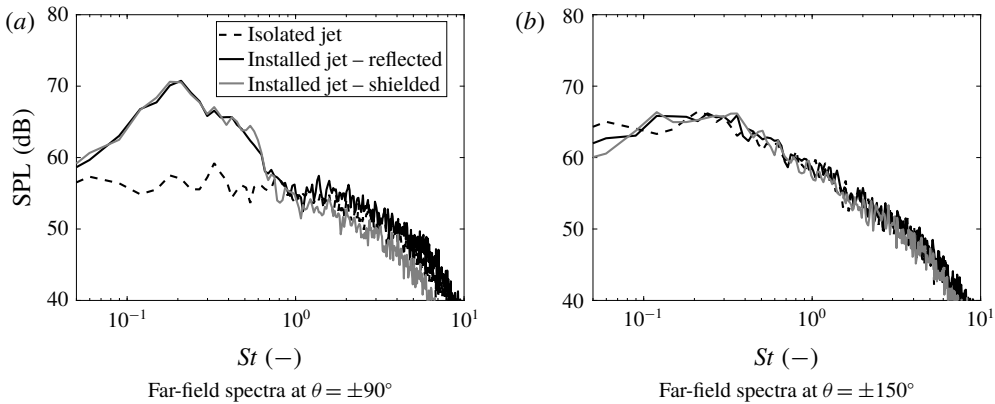 (a)
80
70
60
50
40
SPL (dB)
Isolated jet
Installed jet – reflected
Installed jet – shielded
10⁻¹
10⁰
10¹
St (–)
Far-field spectra at θ = ±90°
(b)
80
70
60
50
40
10⁻¹
10⁰
10¹
St (–)
Far-field spectra at θ = ±150°